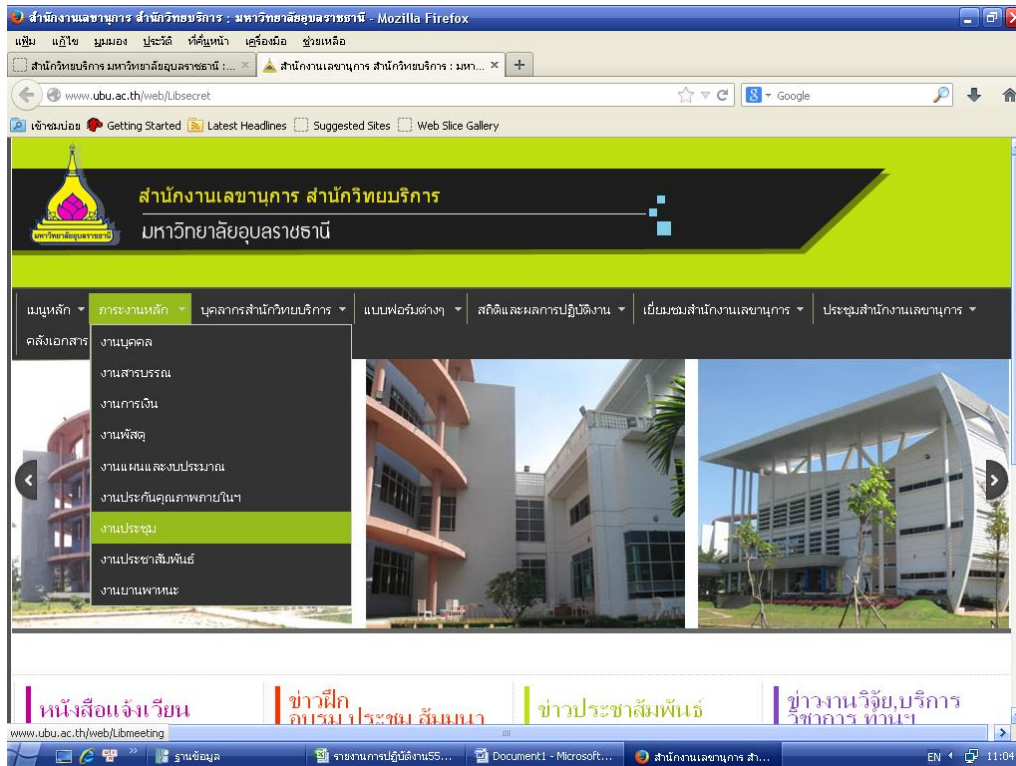 สำนักงานเลขานุการ สำนักวิทยบริการ : มหาวิทยาลัยอุบลราชธานี - Mozilla Firefox
แฟ้ม แก้ไข มุมมอง ประวัติ ที่คั่นหน้า เครื่องมือ ช่วยเหลือ
สำนักวิทยบริการ มหาวิทยาลัยอุบลราชธานี :... สำนักงานเลขานุการ สำนักวิทยบริการ : มห... +
www.ubu.ac.th/web/Libsecret Google
เข้าชมบ่อย Getting Started Latest Headlines Suggested Sites Web Slice Gallery
สำนักงานเลขานุการ สำนักวิทยบริการ
มหาวิทยาลัยอุบลราชธานี
มหาวิทยาลัยอุบลราชธานี
เมนูหลัก ภาระงานหลัก บุคลากรสำนักวิทยบริการ แบบฟอร์มต่างๆ สถิติและผลการปฏิบัติงาน เยี่ยมชมสำนักงานเลขานุการ ประชุมสำนักงานเลขานุการ
คลังเอกสาร
งานบุคคล
งานสารบรรณ
งานการเงิน
งานพัสดุ
งานแผนและงบประมาณ
งานประกันคุณภาพภายในฯ
งานประชุม
งานประชาสัมพันธ์
งานยานพาหนะ
หนังสือแจ้งเวียน
ข่าวฝึก
อบรม ประชุม สัมมนา
ข่าวประชาสัมพันธ์
ข่าวงานวิจัย,บริการ
วิชาการ ทำนุฯ
www.ubu.ac.th/web/Libmeeting
ฐานข้อมูล รายงานการปฏิบัติงาน55... Document1 - Microsoft... สำนักงานเลขานุการ สำ... EN 11:04